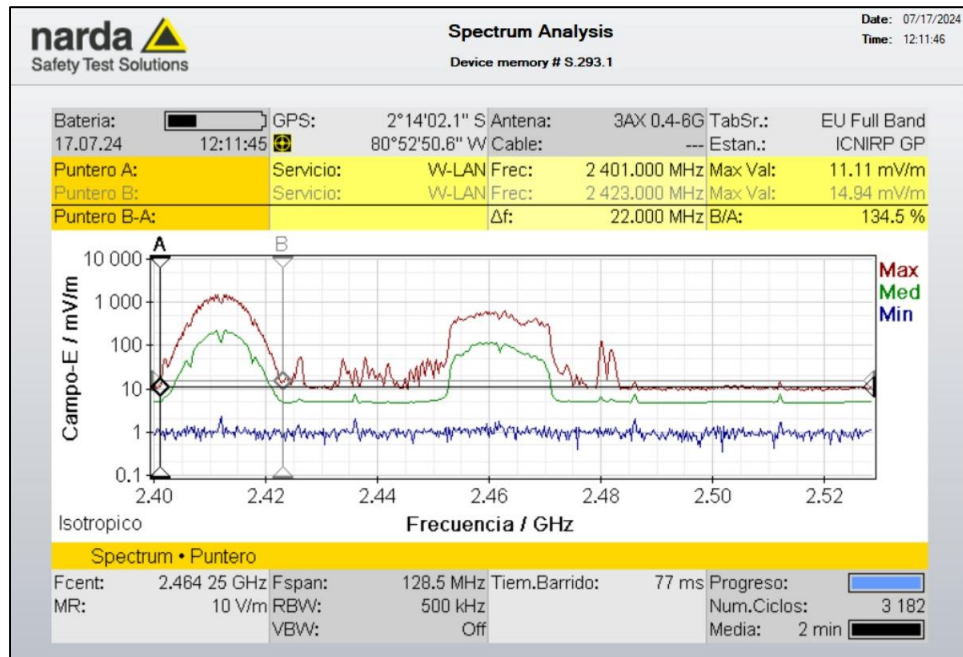 narda
Safety Test Solutions
Spectrum Analysis
Device memory # S.293.1
Date: 07/17/2024
Time: 12:11:46
Bateria: GPS: 2°14'02.1" S Antena: 3AX 0.4-6G TabSr.: EU Full Band
17.07.24 12:11:45 80°52'50.6" W Cable: --- Estan.: ICNIRP GP
Puntero A: Servicio: W-LAN Frec: 2 401.000 MHz Max Val: 11.11 mV/m
Puntero B: Servicio: W-LAN Frec: 2 423.000 MHz Max Val: 14.94 mV/m
Puntero B-A: Δf: 22.000 MHz B/A: 134.5 %
A B
10 000
1 000
100
10
1
0.1
Campo-E / mV/m
Max
Med
Min
2.40 2.42 2.44 2.46 2.48 2.50 2.52
Isotropico Frecuencia / GHz
Spectrum • Puntero
Fcent: 2.464 25 GHz Fspan: 128.5 MHz Tiem.Barrido: 77 ms Progreso:
MR: 10 V/m RBW: 500 kHz Num.Ciclos: 3 182
VBW: Off Media: 2 min